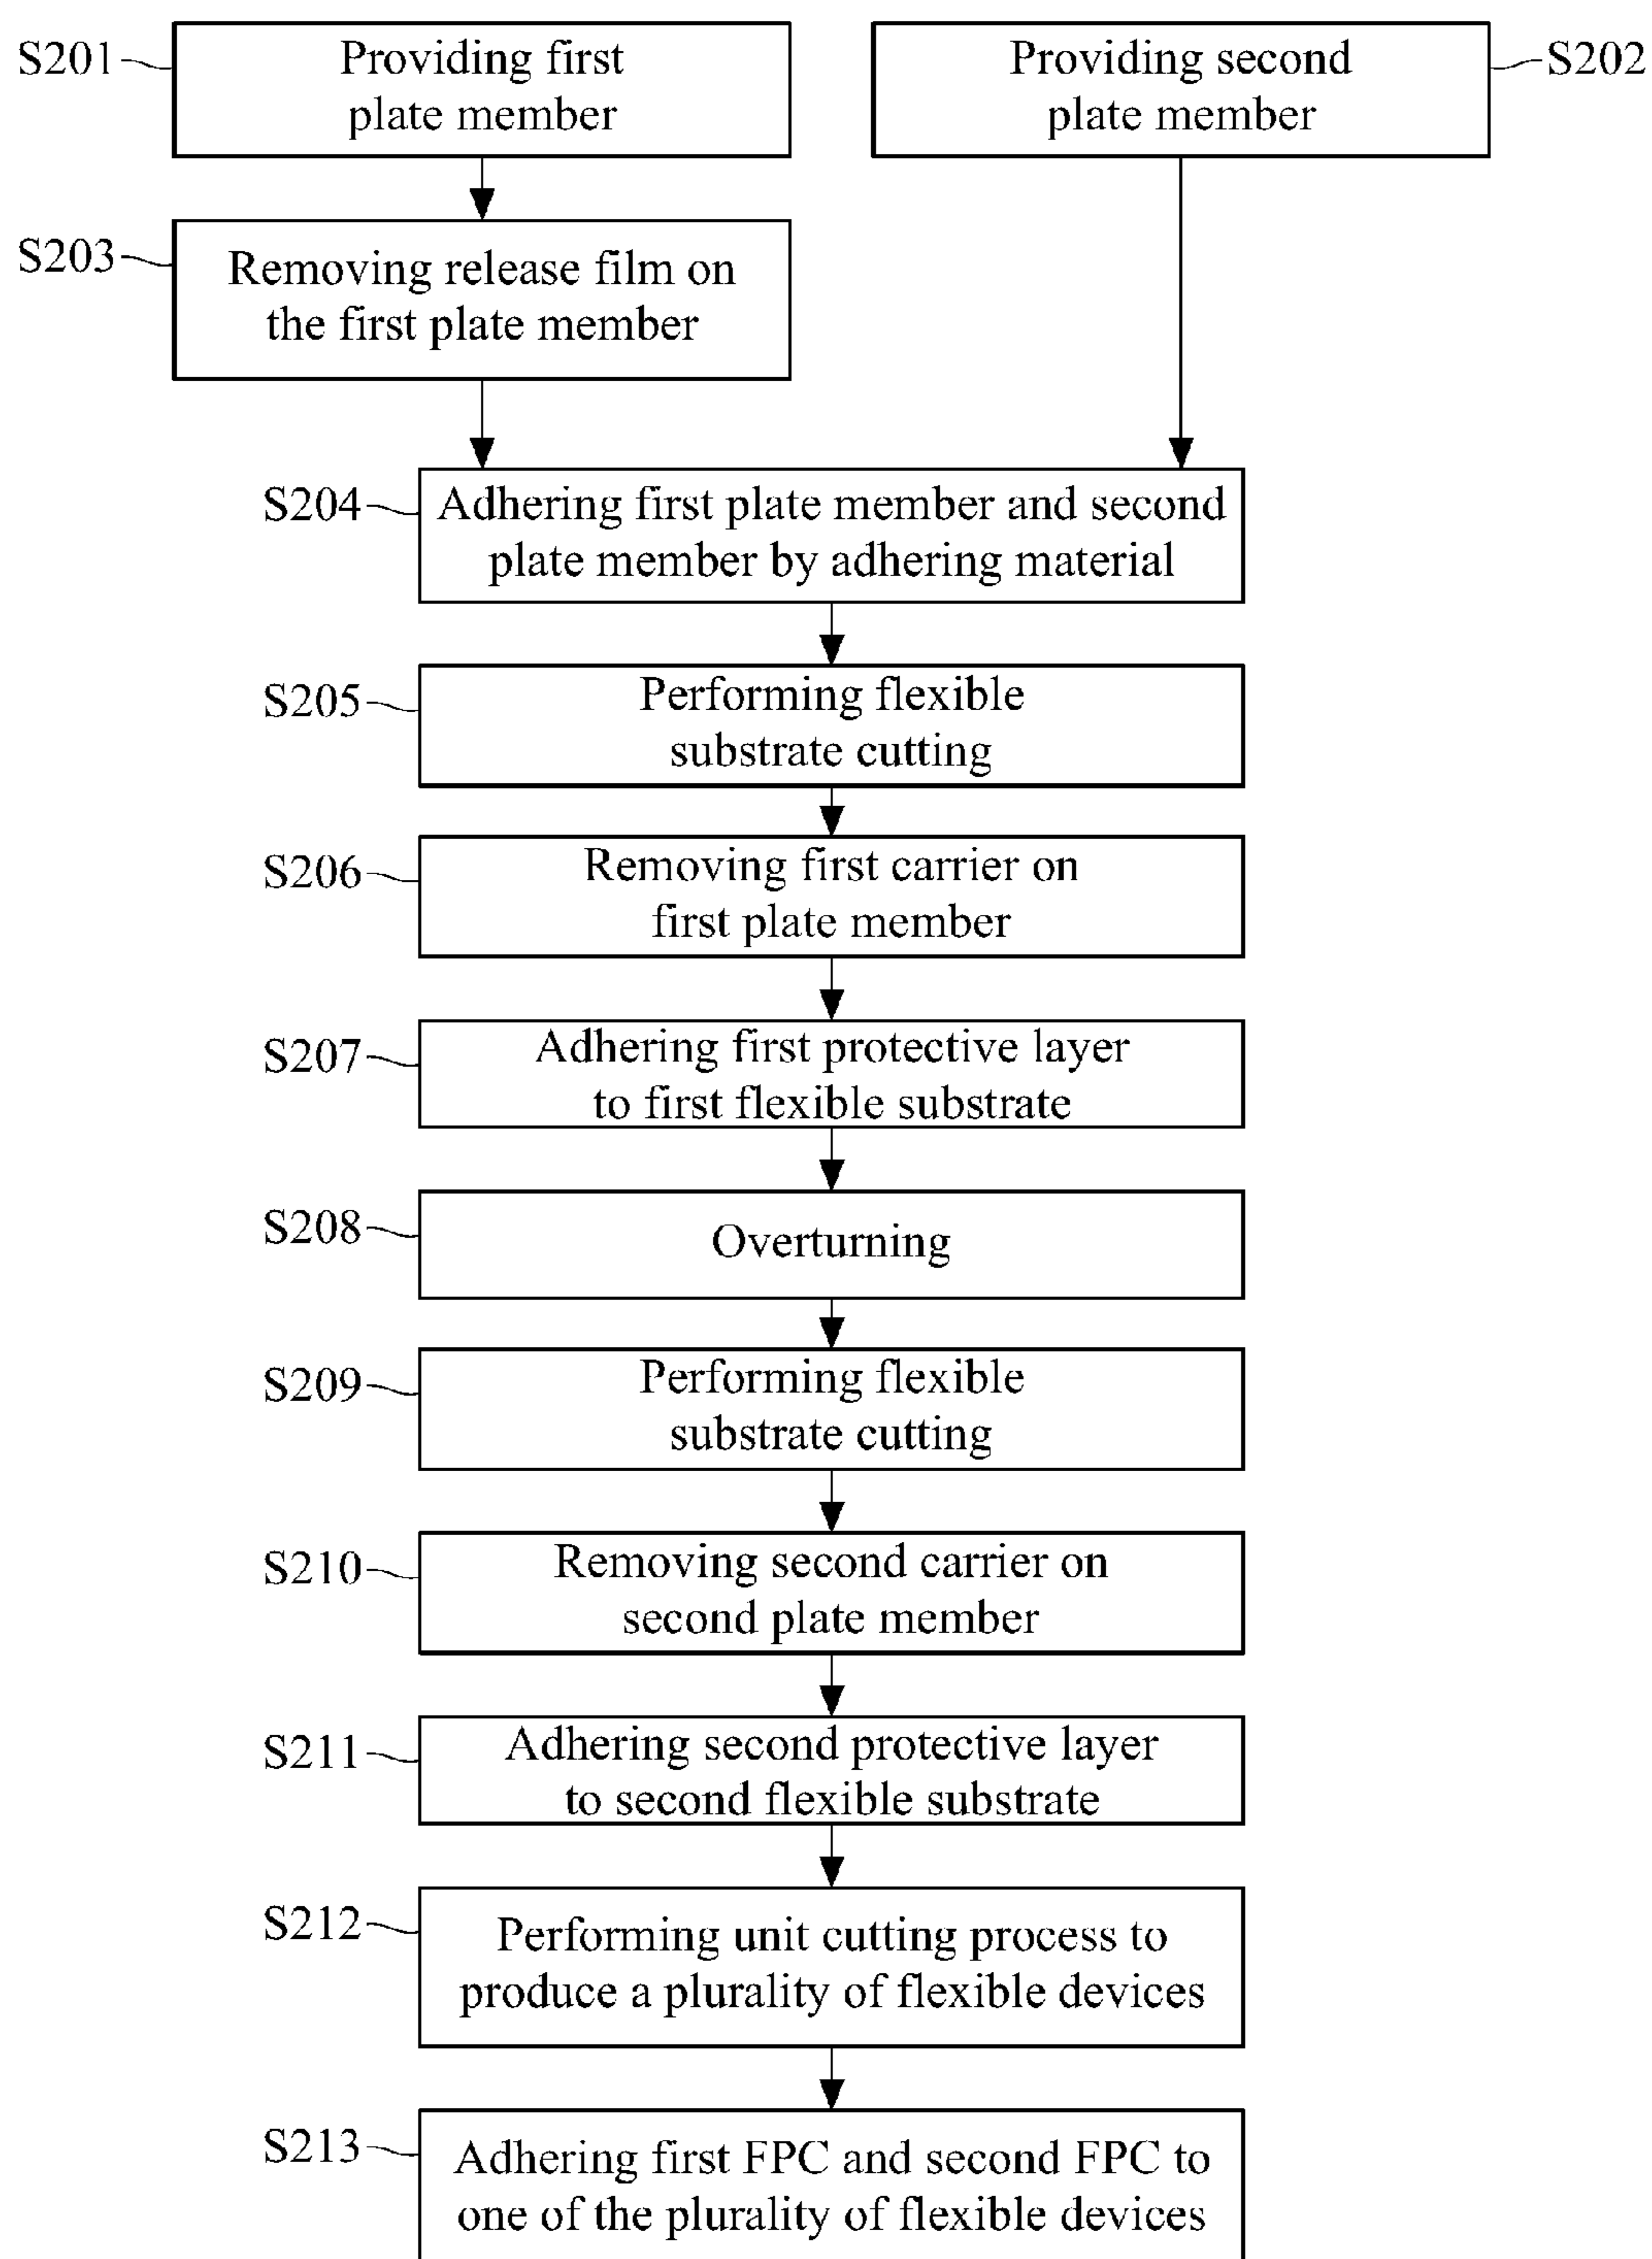 S201
Providing first
plate member
Providing second
plate member
S202
S203
Removing release film on
the first plate member
S204
Adhering first plate member and second
plate member by adhering material
S205
Performing flexible
substrate cutting
S206
Removing first carrier on
first plate member
S207
Adhering first protective layer
to first flexible substrate
S208
Overturning
S209
Performing flexible
substrate cutting
S210
Removing second carrier on
second plate member
S211
Adhering second protective layer
to second flexible substrate
S212
Performing unit cutting process to
produce a plurality of flexible devices
S213
Adhering first FPC and second FPC to
one of the plurality of flexible devices